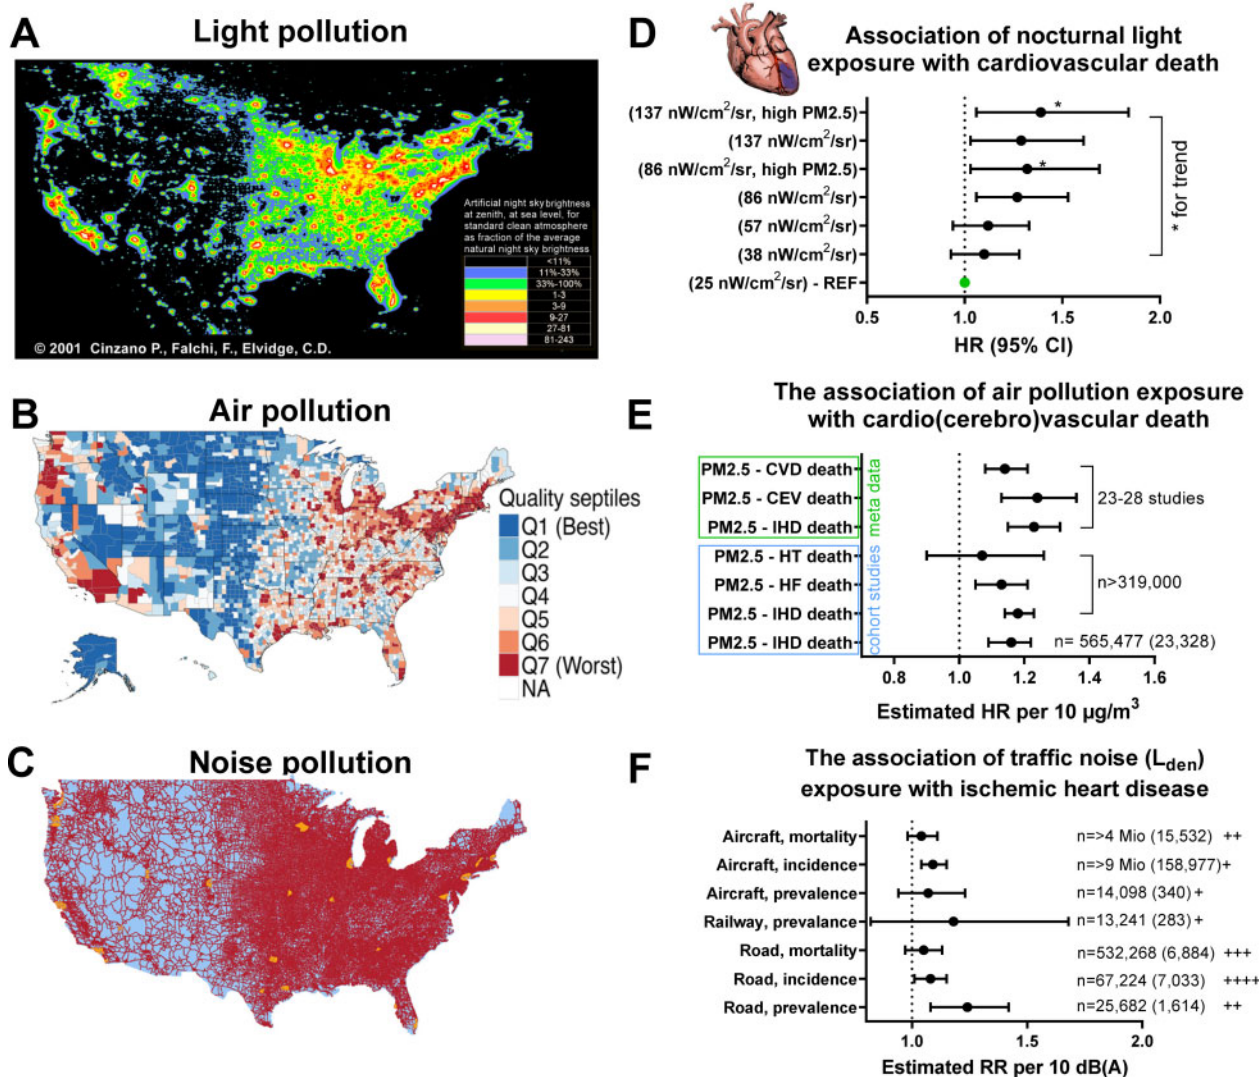 A
Light pollution
Artificial night sky brightness
at zenith, at sea level, for
standard clean atmosphere
as fraction of the average
natural night sky brightness
<11%
11%-33%
33%-100%
1-3
3-9
9-27
27-81
81-243
© 2001 Cinzano P., Falchi, F., Elvidge, C.D.
B
Air pollution
Quality septiles
Q1 (Best)
Q2
Q3
Q4
Q5
Q6
Q7 (Worst)
NA
C
Noise pollution
D
Association of nocturnal light
exposure with cardiovascular death
(137 nW/cm²/sr, high PM2.5)
*
(137 nW/cm²/sr)
(86 nW/cm²/sr, high PM2.5)
*
(86 nW/cm²/sr)
(57 nW/cm²/sr)
(38 nW/cm²/sr)
(25 nW/cm²/sr) - REF
* for trend
0.5 1.0 1.5 2.0
HR (95% CI)
E
The association of air pollution exposure
with cardio(cerebro)vascular death
PM2.5 - CVD death
PM2.5 - CEV death
PM2.5 - IHD death
meta data
23-28 studies
PM2.5 - HT death
PM2.5 - HF death
PM2.5 - IHD death
PM2.5 - IHD death
cohort studies
n>319,000
n= 565,477 (23,328)
0.8 1.0 1.2 1.4 1.6
Estimated HR per 10 µg/m³
F
The association of traffic noise (Lden)
exposure with ischemic heart disease
Aircraft, mortality n=>4 Mio (15,532) ++
Aircraft, incidence n=>9 Mio (158,977)+
Aircraft, prevalence n=14,098 (340) +
Railway, prevalance n=13,241 (283) +
Road, mortality n=532,268 (6,884) +++
Road, incidence n=67,224 (7,033) ++++
Road, prevalence n=25,682 (1,614) ++
1.0 1.5 2.0
Estimated RR per 10 dB(A)